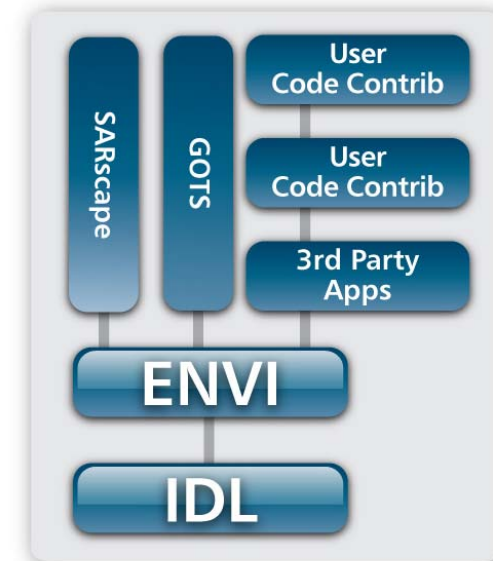 SARscape
GOTS
User
Code Contrib
User
Code Contrib
3rd Party
Apps
ENVI
IDL